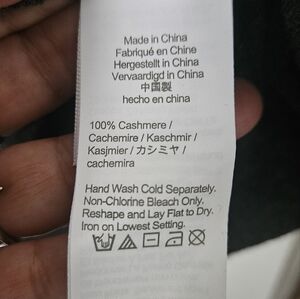 Made in China
Fabriqué en Chine
Hergestellt in China
Vervaardigd in China
中国製
hecho en china
100% Cashmere /
Cachemire / Kaschmir /
Kasjmier / カシミヤ /
cachemira
Hand Wash Cold Separately.
Non-Chlorine Bleach Only.
Reshape and Lay Flat to Dry.
Iron on Lowest Setting.